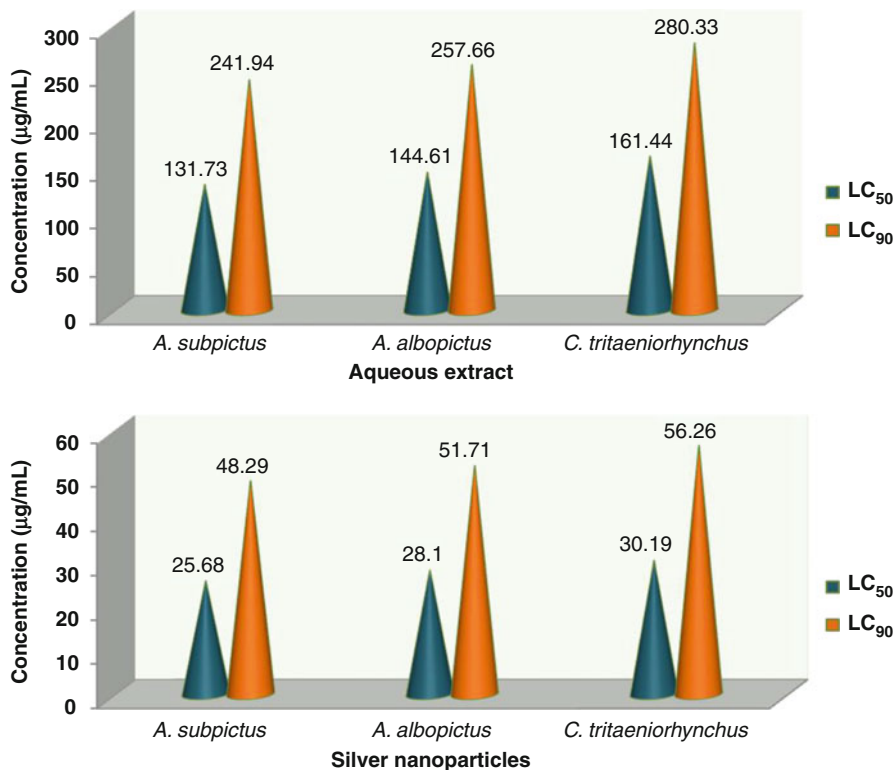 Concentration (µg/mL)
300
250
200
150
100
50
0
131.73
241.94
144.61
257.66
161.44
280.33
LC50
LC90
A. subpictus
A. albopictus
C. tritaeniorhynchus
Aqueous extract
Concentration (µg/mL)
60
50
40
30
20
10
0
25.68
48.29
28.1
51.71
30.19
56.26
LC50
LC90
A. subpictus
A. albopictus
C. tritaeniorhynchus
Silver nanoparticles